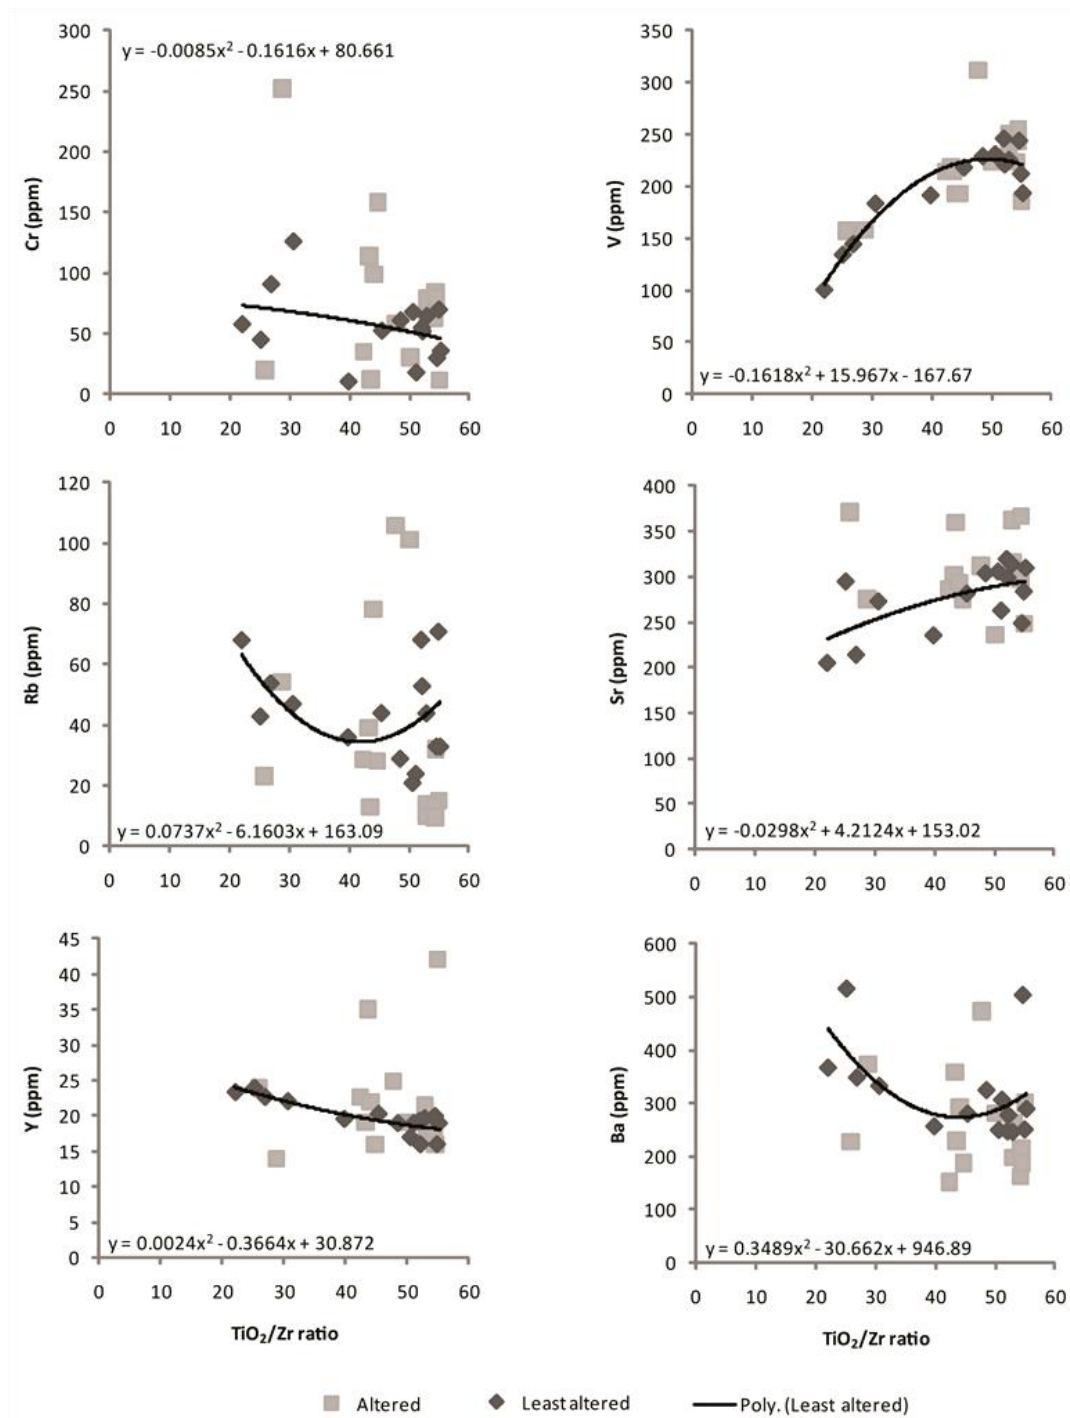 y = -0.0085x² - 0.1616x + 80.661
Cr (ppm)
300
250
200
150
100
50
0
0 10 20 30 40 50 60
V (ppm)
350
300
250
200
150
100
50
0
y = -0.1618x² + 15.967x - 167.67
0 10 20 30 40 50 60
Rb (ppm)
120
100
80
60
40
20
0
y = 0.0737x² - 6.1603x + 163.09
0 10 20 30 40 50 60
Sr (ppm)
400
350
300
250
200
150
100
50
0
y = -0.0298x² + 4.2124x + 153.02
0 10 20 30 40 50 60
Y (ppm)
45
40
35
30
25
20
15
10
5
0
y = 0.0024x² - 0.3664x + 30.872
0 10 20 30 40 50 60
TiO₂/Zr ratio
Ba (ppm)
600
500
400
300
200
100
0
y = 0.3489x² - 30.662x + 946.89
0 10 20 30 40 50 60
TiO₂/Zr ratio
Altered Least altered Poly. (Least altered)